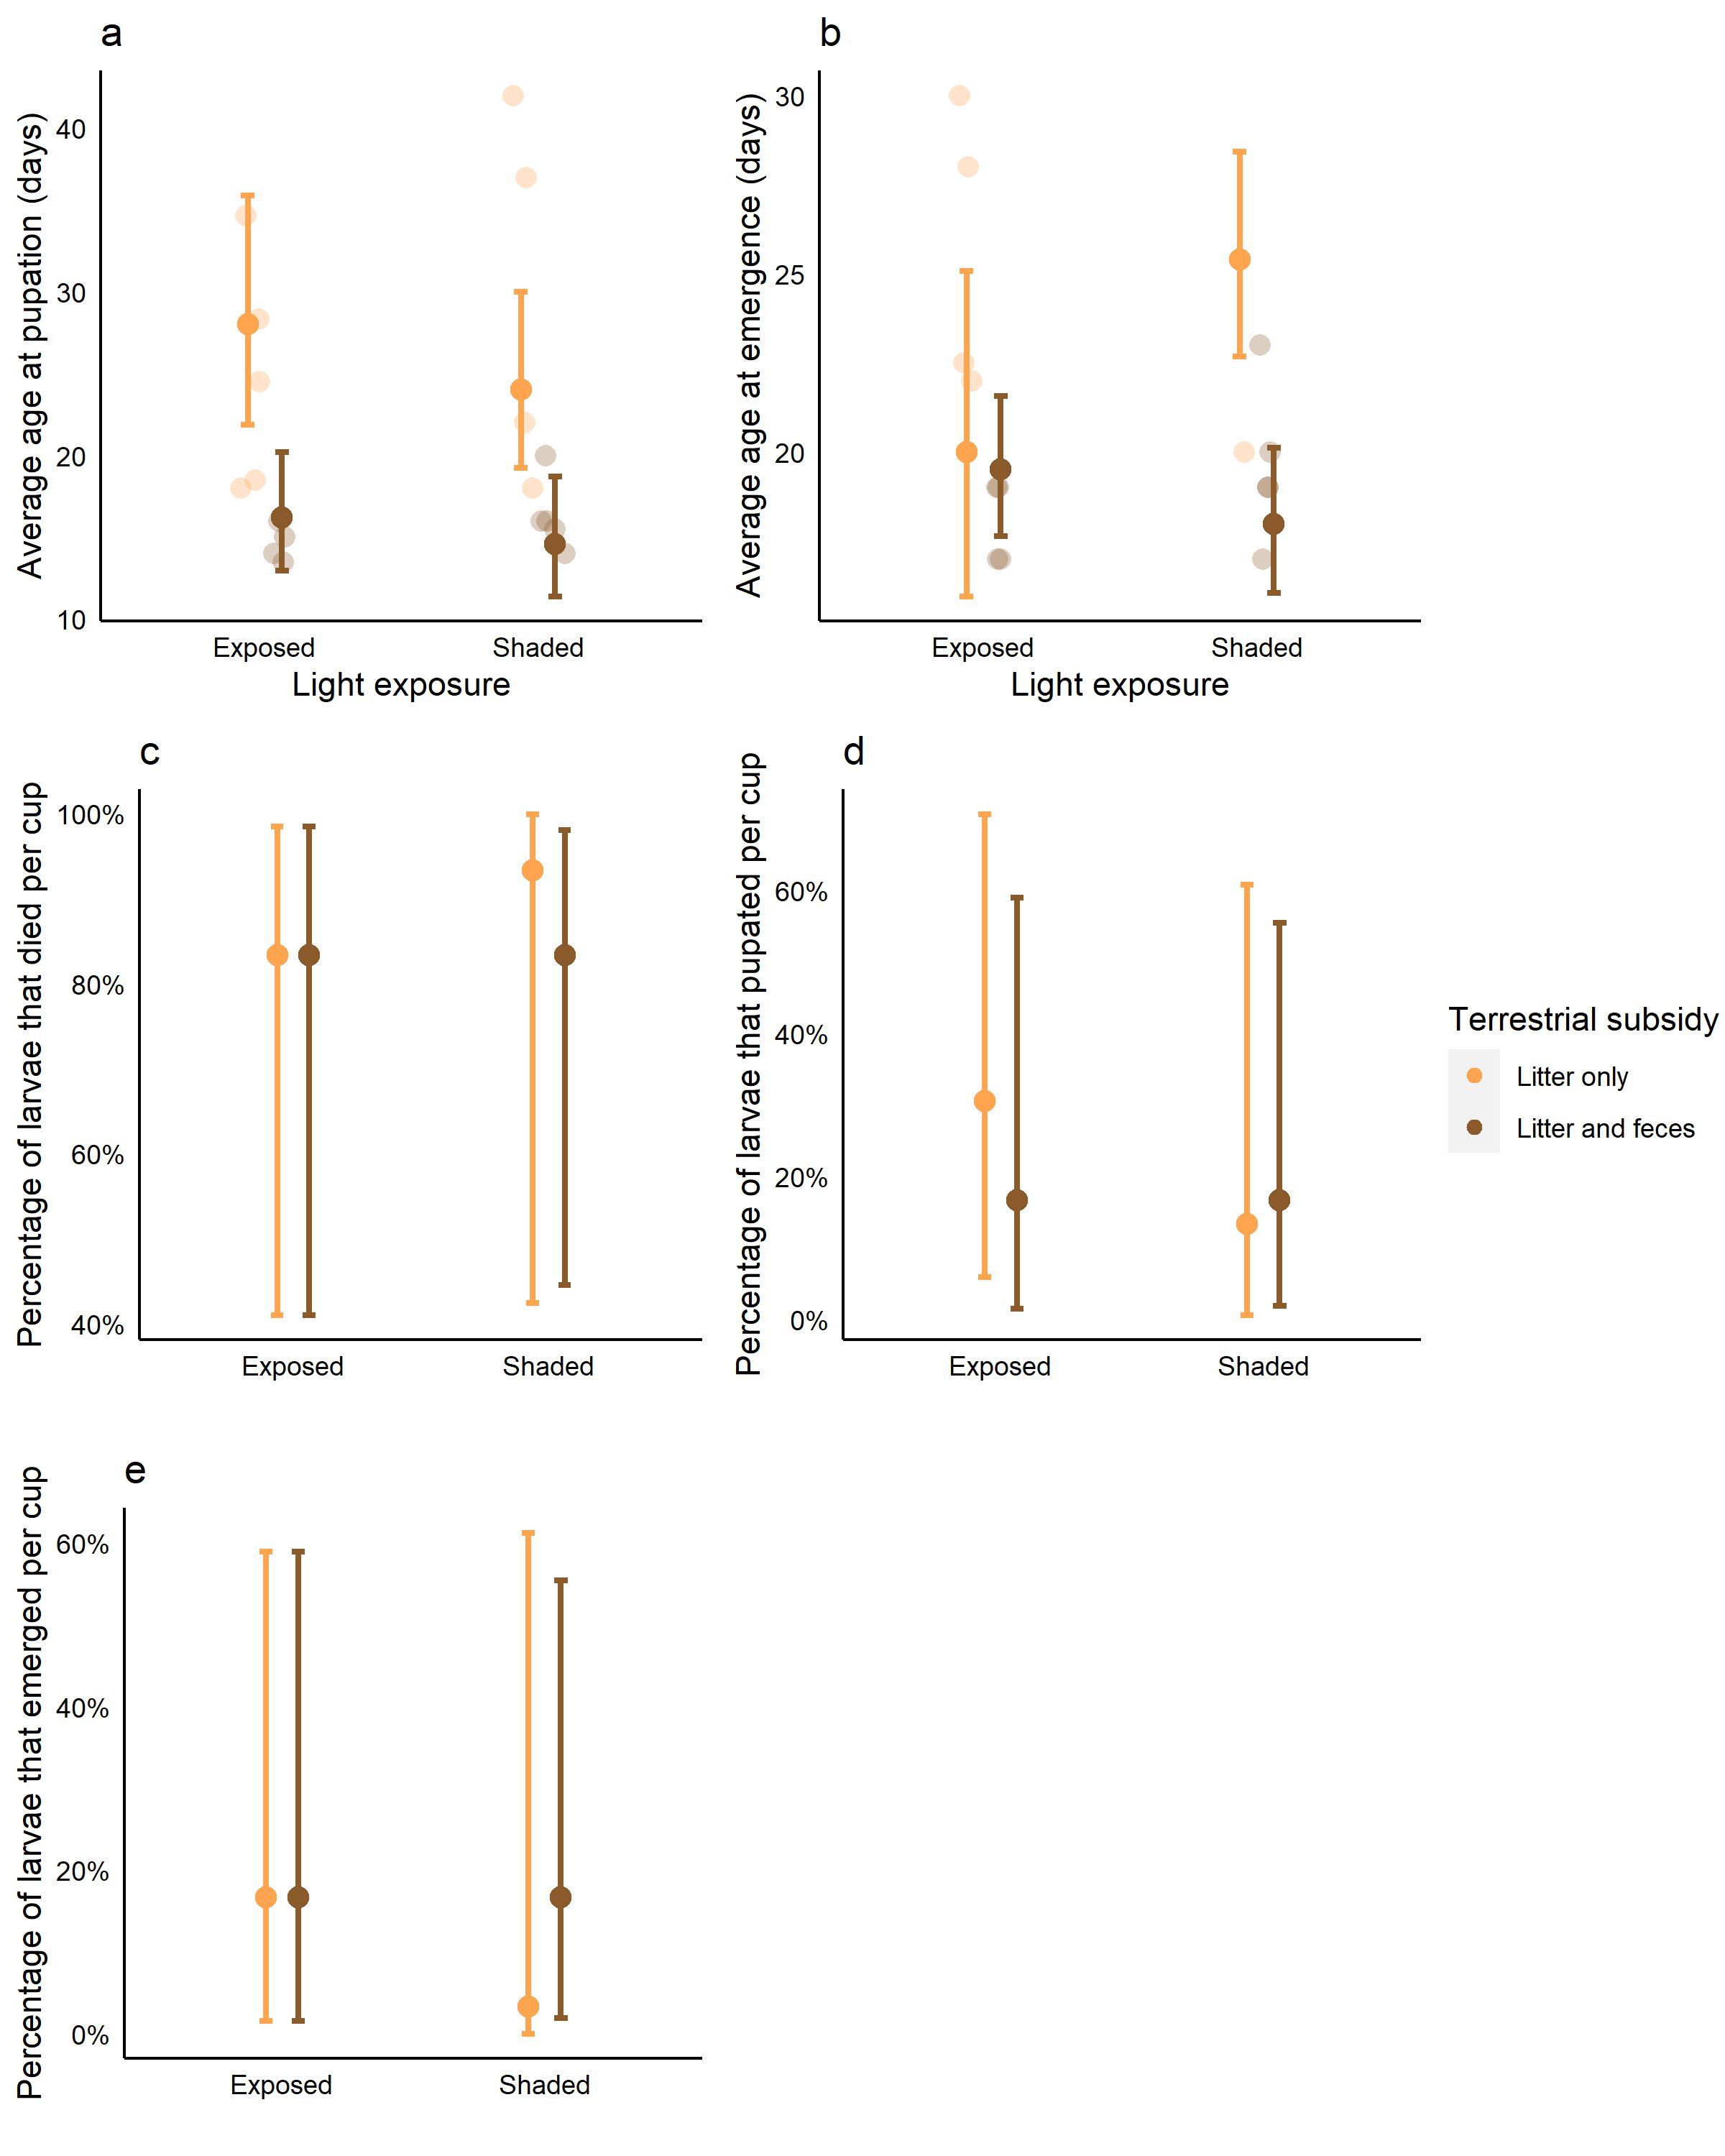 a
Average age at pupation (days)
40
30
20
10
Exposed
Shaded
Light exposure
b
Average age at emergence (days)
30
25
20
Exposed
Shaded
Light exposure
c
Percentage of larvae that died per cup
100%
80%
60%
40%
Exposed
Shaded
d
Percentage of larvae that pupated per cup
60%
40%
20%
0%
Exposed
Shaded
Terrestrial subsidy
Litter only
Litter and feces
e
Percentage of larvae that emerged per cup
60%
40%
20%
0%
Exposed
Shaded